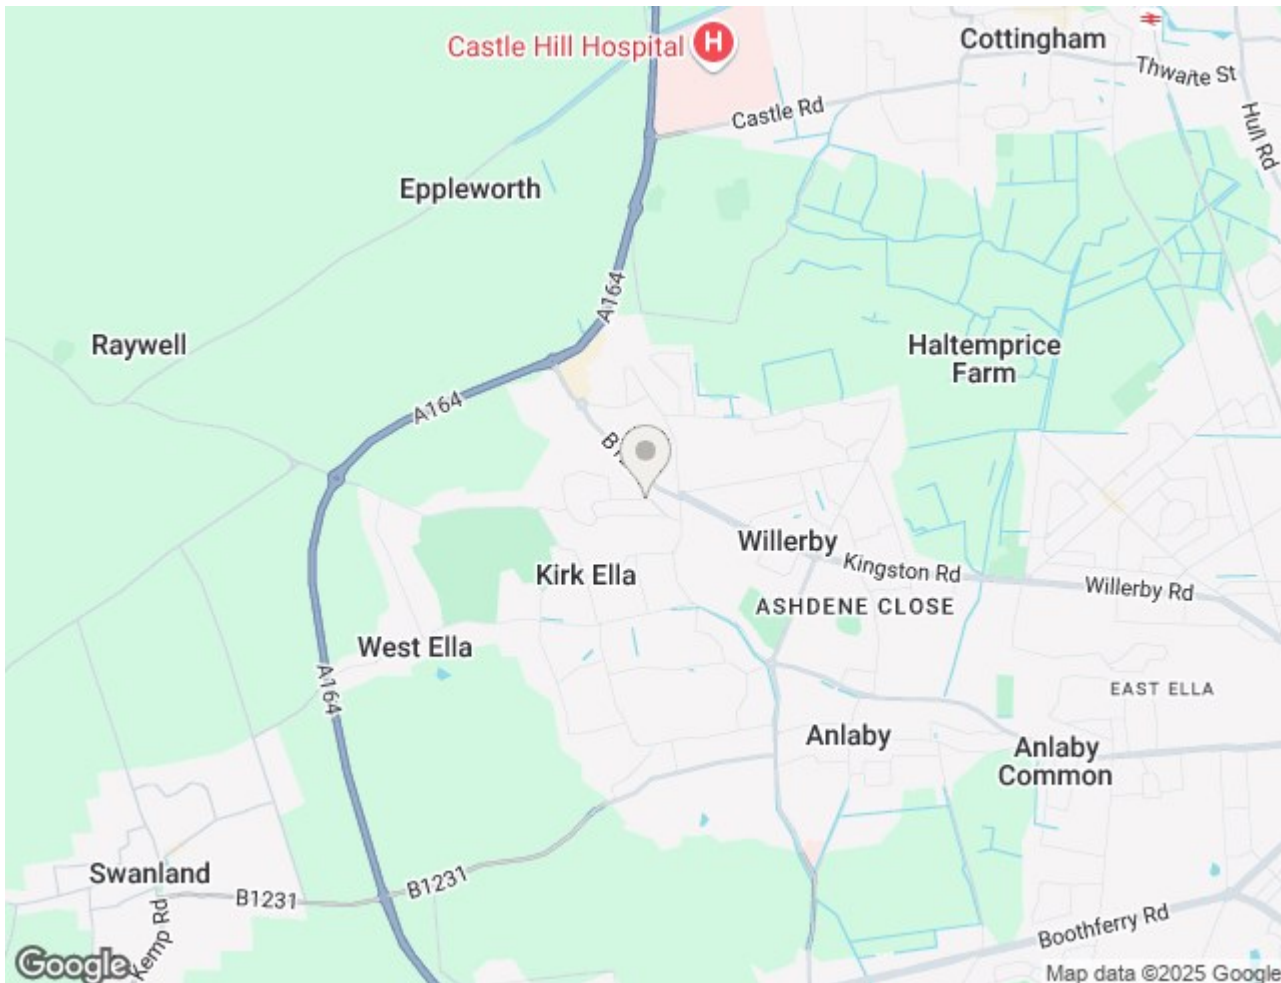 Castle Hill Hospital
H
Cottingham
Thwaite St
Castle Rd
Hull Rd
Eppleworth
A164
Raywell
Haltemprice
Farm
A164
Willerby
Kingston Rd
Kirk Ella
Willerby Rd
ASHDENE CLOSE
West Ella
A164
EAST ELLA
Anlaby
Anlaby
Common
Swanland
B1231
B1231
Kemp Rd
Boothferry Rd
Google
Map data ©2025 Google